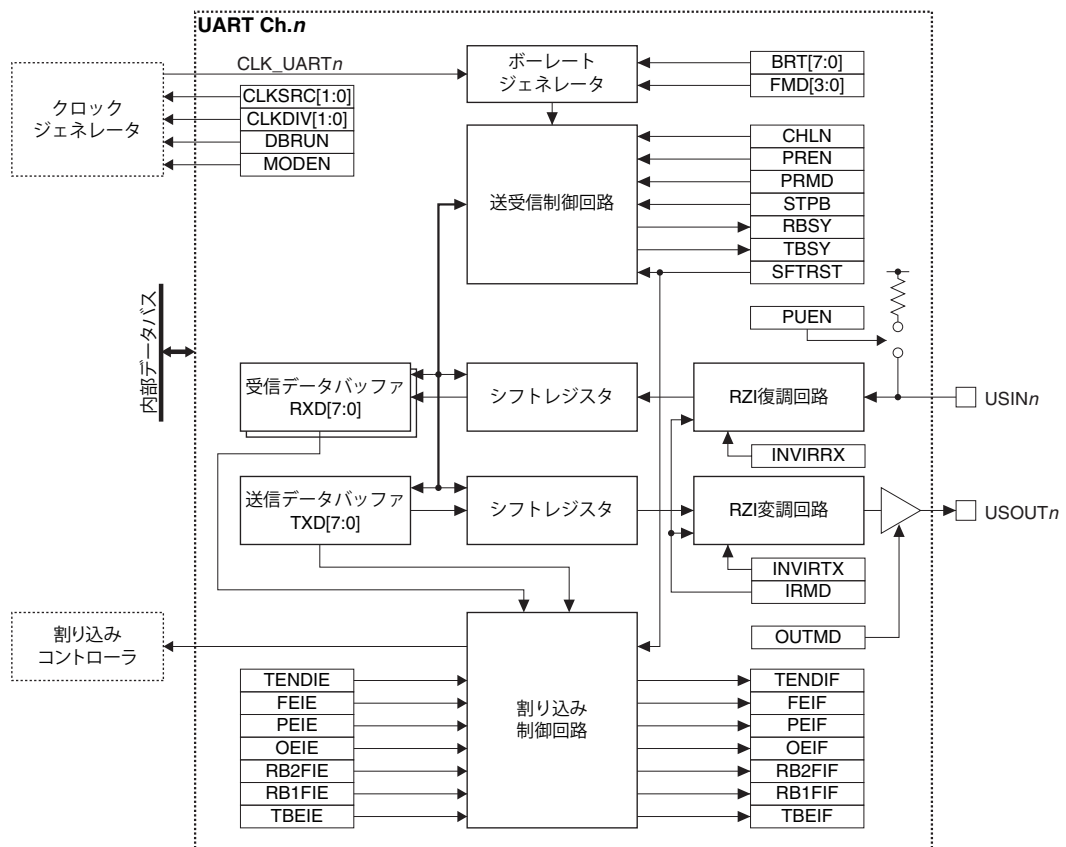 UART Ch.n
クロック
ジェネレータ
CLK_UARTn
CLKSRC[1:0]
CLKDIV[1:0]
DBRUN
MODEN
ボーレート
ジェネレータ
BRT[7:0]
FMD[3:0]
送受信制御回路
CHLN
PREN
PRMD
STPB
RBSY
TBSY
SFTRST
PUEN
内部データバス
受信データバッファ
RXD[7:0]
シフトレジスタ
RZI復調回路
USINn
INVIRRX
送信データバッファ
TXD[7:0]
シフトレジスタ
RZI変調回路
USOUTn
INVIRTX
IRMD
OUTMD
割り込み
コントローラ
割り込み
制御回路
TENDIE
FEIE
PEIE
OEIE
RB2FIE
RB1FIE
TBEIE
TENDIF
FEIF
PEIF
OEIF
RB2FIF
RB1FIF
TBEIF